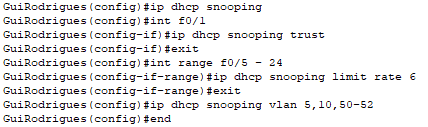 GuiRodrigues(config)#ip dhcp snooping
GuiRodrigues(config)#int f0/1
GuiRodrigues(config-if)#ip dhcp snooping trust
GuiRodrigues(config-if)#exit
GuiRodrigues(config)#int range f0/5 - 24
GuiRodrigues(config-if-range)#ip dhcp snooping limit rate 6
GuiRodrigues(config-if-range)#exit
GuiRodrigues(config)#ip dhcp snooping vlan 5,10,50-52
GuiRodrigues(config)#end